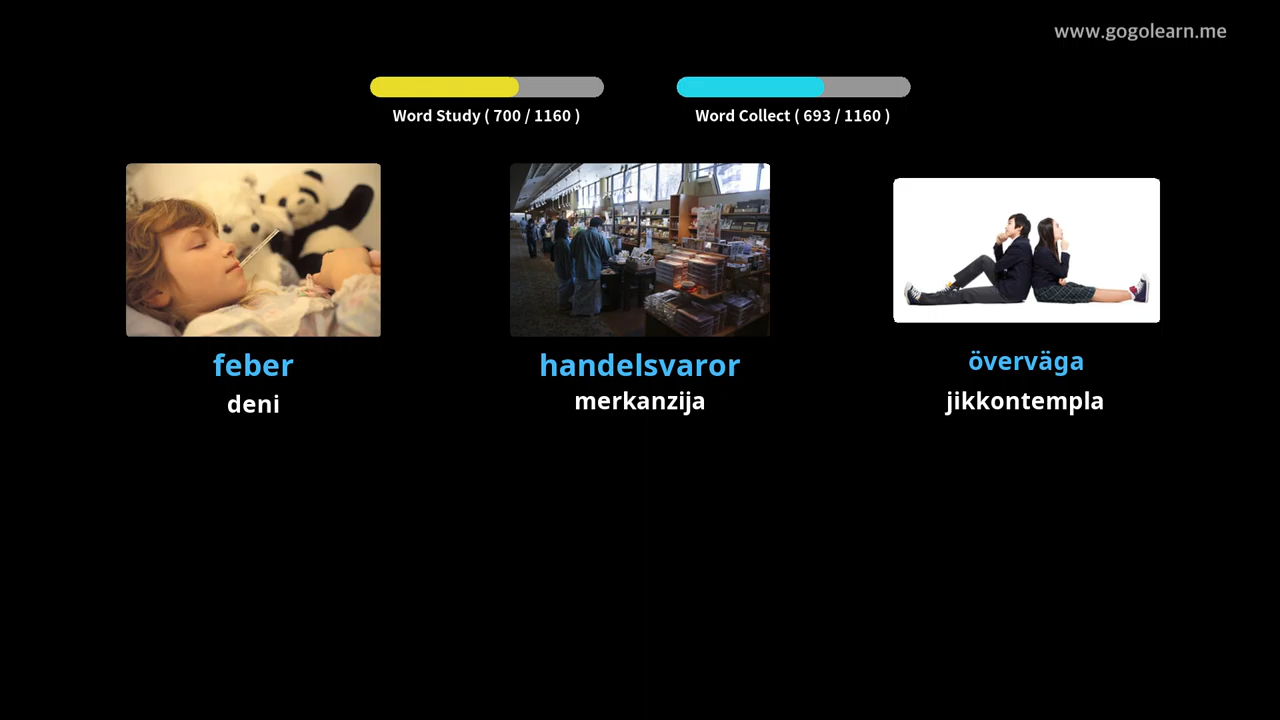 www.gogolearn.me
Word Study ( 700 / 1160 )
Word Collect ( 693 / 1160 )
feber
deni
handelsvaror
merkanzija
överväga
jikkontempla